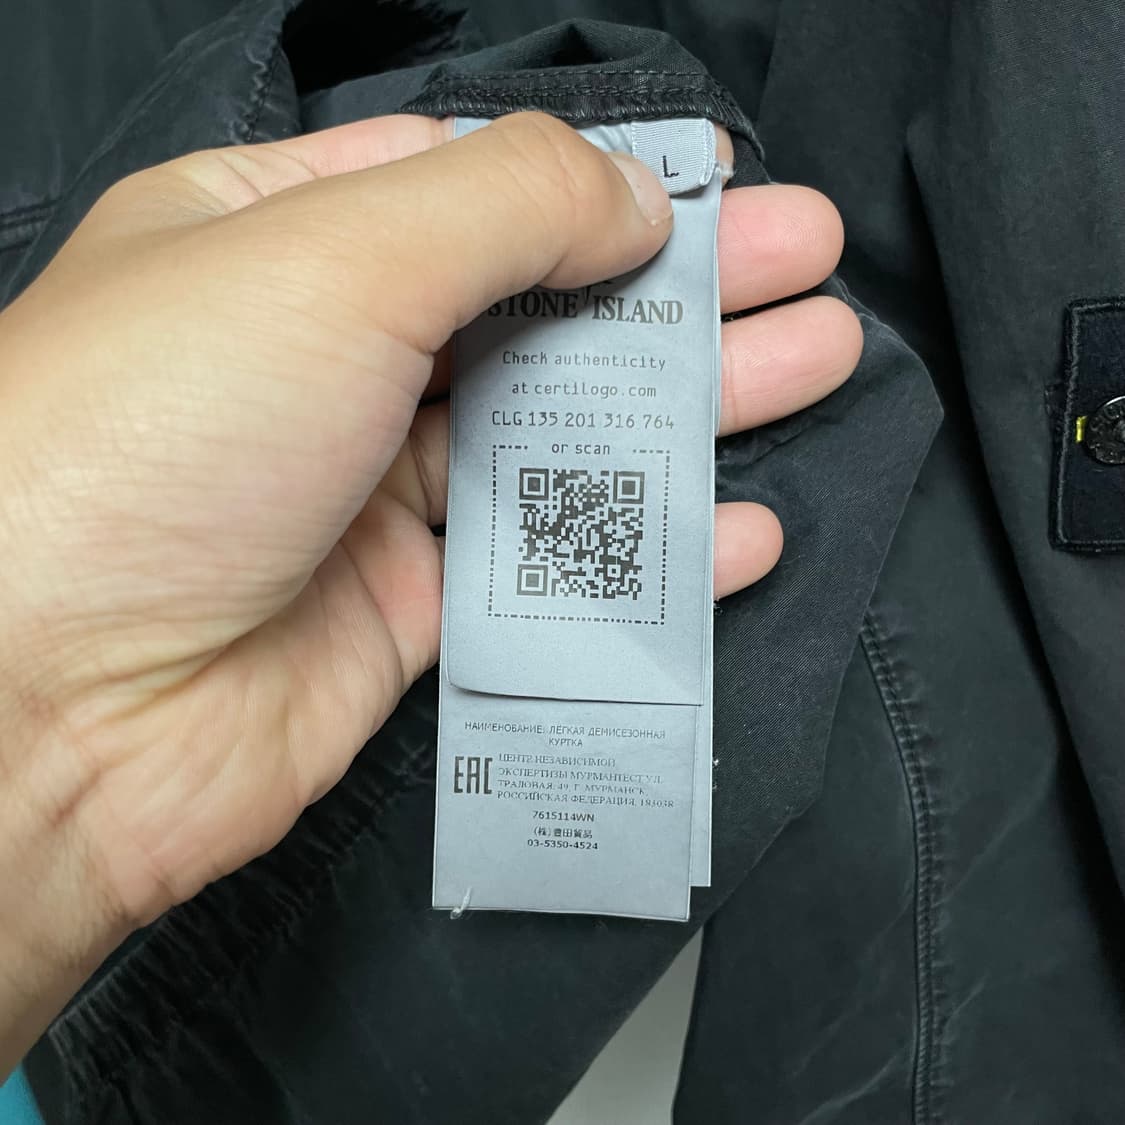 L
STONE ISLAND
Check authenticity
at certilogo.com
CLG 135 201 316 764
or scan
НАИМЕНОВАНИЕ: ЛЁГКАЯ ДЕМИСЕЗОННАЯ
КУРТКА
EAC
ЦЕНТР НЕЗАВИСИМОЙ
ЭКСПЕРТИЗЫ МУРМАНТЕСТ УЛ.
ТРАЛОВАЯ, 49, Г. МУРМАНСК,
РОССИЙСКАЯ ФЕДЕРАЦИЯ, 183038
7615114WN
(株)豊田貿易
03-5350-4524